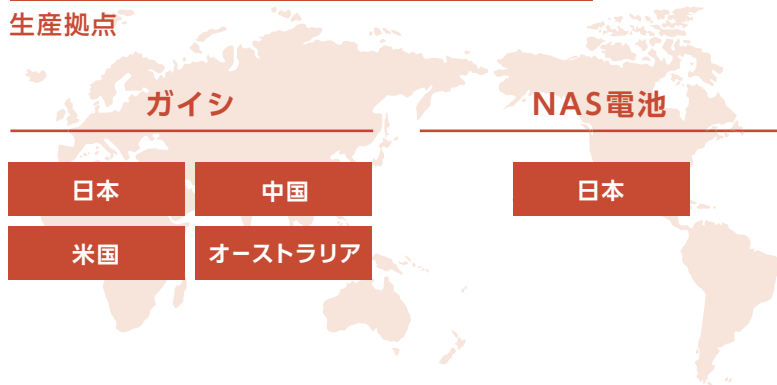 生産拠点
ガイシ
日本
中国
米国
オーストラリア
NAS電池
日本